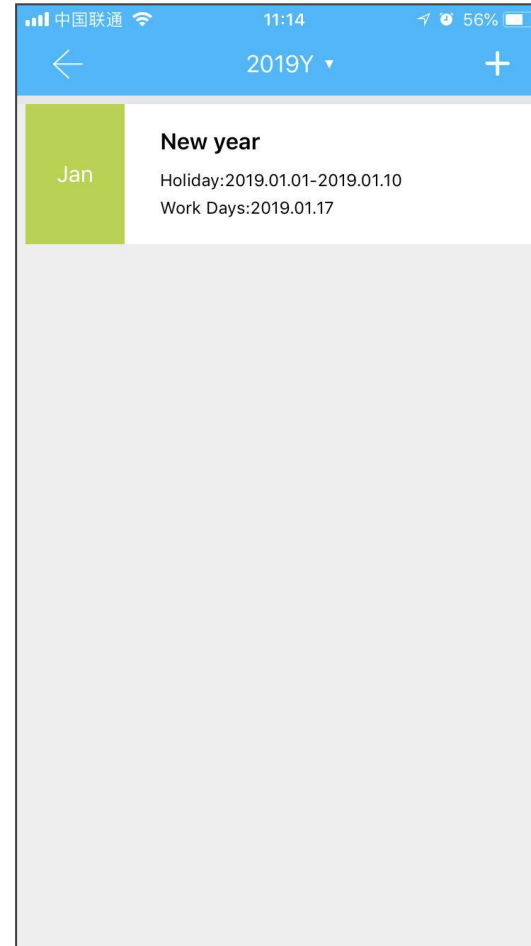 中国联通 11:14 56%
2019Y
Jan
New year
Holiday:2019.01.01-2019.01.10
Work Days:2019.01.17